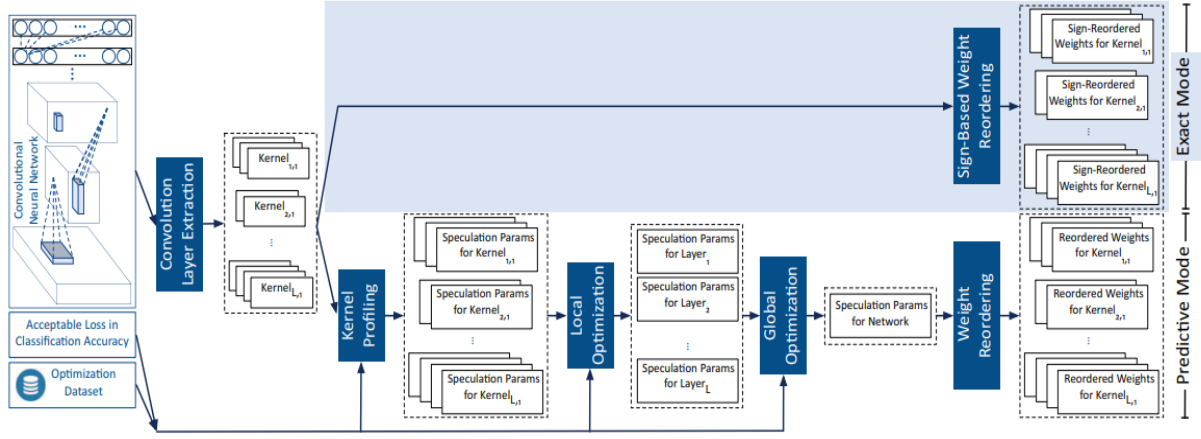 Convolutional
Neural Network
Acceptable Loss in
Classification Accuracy
Optimization
Dataset
Convolution
Layer Extraction
Kernel1,1
Kernel2,1
KernelL,1
Kernel
Profiling
Speculation Params
for Kernel1,1
Speculation Params
for Kernel2,1
Speculation Params
for KernelL,1
Local
Optimization
Speculation Params
for Layer1
Speculation Params
for Layer2
Speculation Params
for LayerL
Global
Optimization
Speculation Params
for Network
Sign-Based Weight
Reordering
Sign-Reordered
Weights for Kernel1,1
Sign-Reordered
Weights for Kernel2,1
Sign-Reordered
Weights for KernelL,1
Exact Mode
Weight
Reordering
Reordered Weights
for Kernel1,1
Reordered Weights
for Kernel2,1
Reordered Weights
for KernelL,1
Predictive Mode